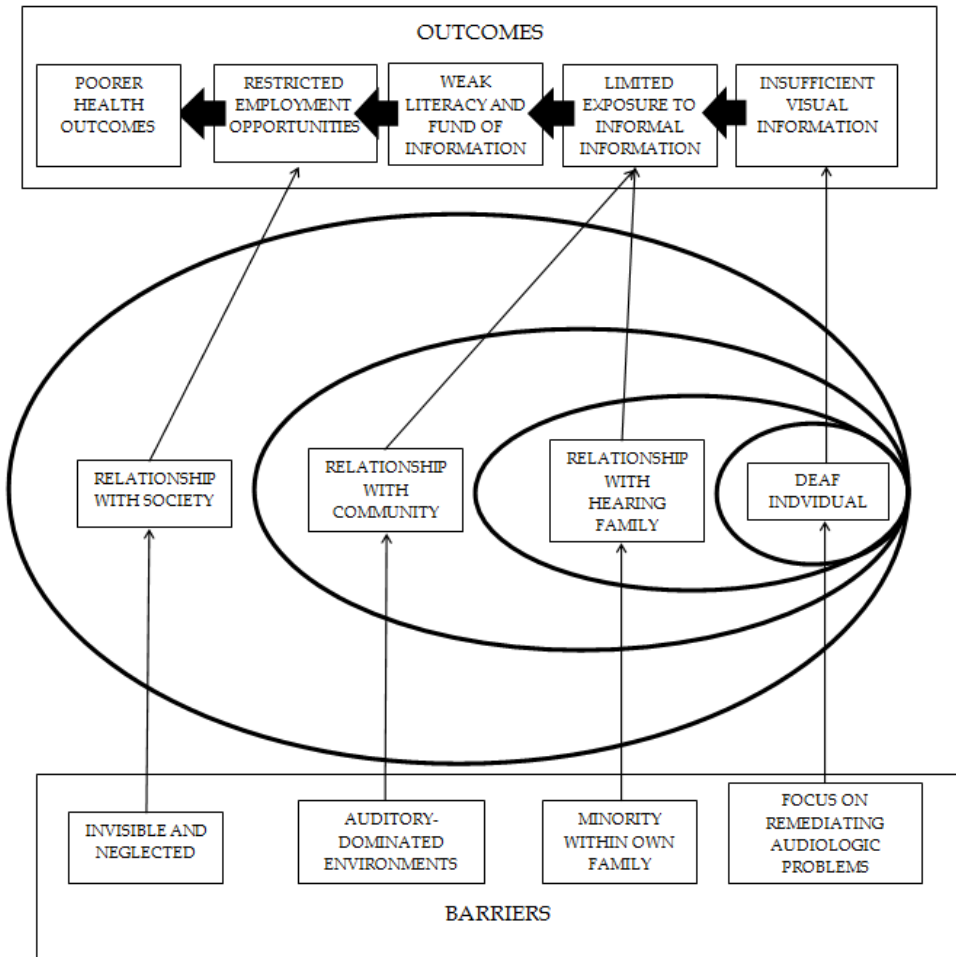 OUTCOMES
POORER
HEALTH
OUTCOMES
RESTRICTED
EMPLOYMENT
OPPORTUNITIES
WEAK
LITERACY AND
FUND OF
INFORMATION
LIMITED
EXPOSURE TO
INFORMAL
INFORMATION
INSUFFICIENT
VISUAL
INFORMATION
RELATIONSHIP
WITH SOCIETY
RELATIONSHIP
WITH
COMMUNITY
RELATIONSHIP
WITH
HEARING
FAMILY
DEAF
INDVIDUAL
INVISIBLE AND
NEGLECTED
AUDITORY-
DOMINATED
ENVIRONMENTS
MINORITY
WITHIN OWN
FAMILY
FOCUS ON
REMEDIATING
AUDIOLOGIC
PROBLEMS
BARRIERS